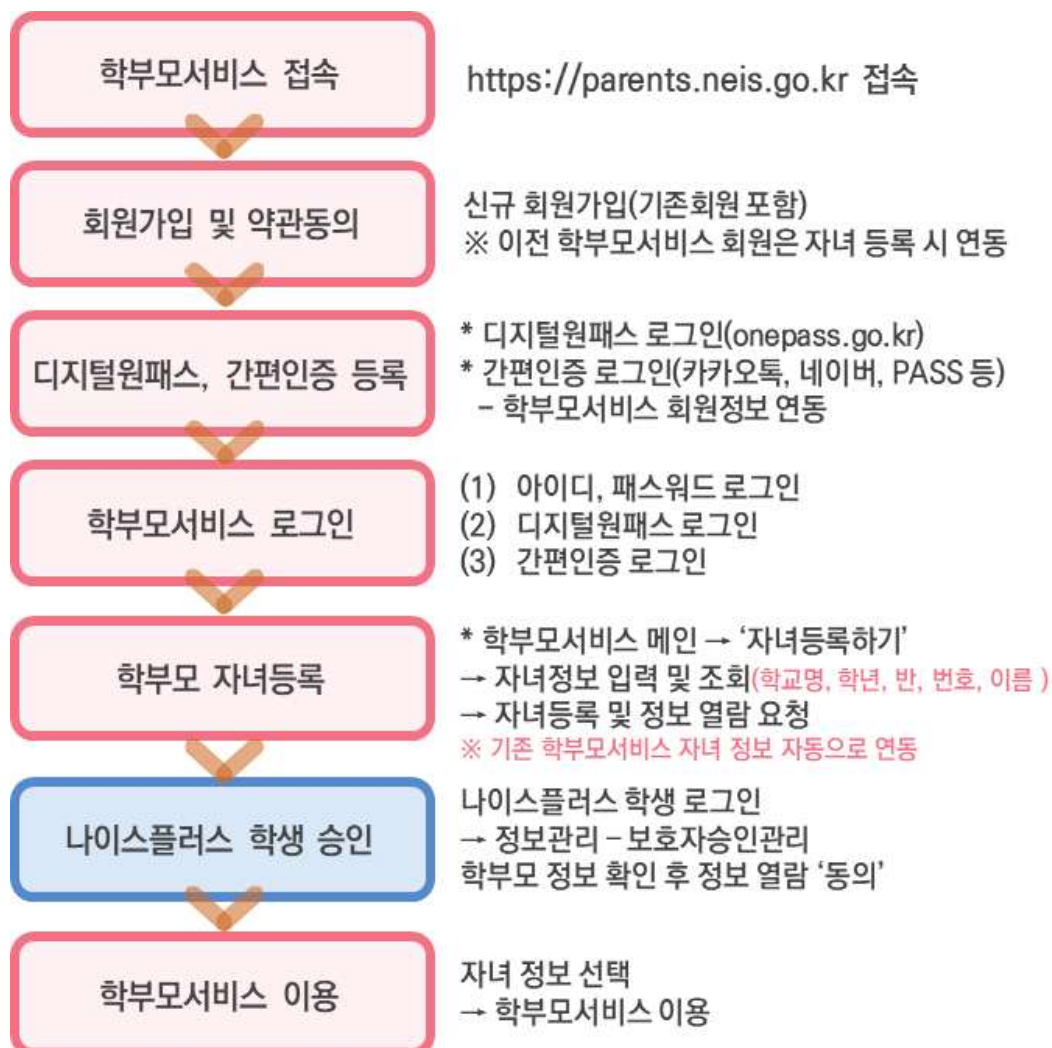 학부모서비스 접속
https://parents.neis.go.kr 접속
회원가입 및 약관동의
신규 회원가입(기존회원 포함)
※ 이전 학부모서비스 회원은 자녀 등록 시 연동
디지털원패스, 간편인증 등록
* 디지털원패스 로그인(onepass.go.kr)
* 간편인증 로그인(카카오톡, 네이버, PASS 등)
- 학부모서비스 회원정보 연동
학부모서비스 로그인
(1) 아이디, 패스워드 로그인
(2) 디지털원패스 로그인
(3) 간편인증 로그인
학부모 자녀등록
* 학부모서비스 메인 → ‘자녀등록하기’
→ 자녀정보 입력 및 조회(학교명, 학년, 반, 번호, 이름 )
→ 자녀등록 및 정보 열람 요청
※ 기존 학부모서비스 자녀 정보 자동으로 연동
나이스플러스 학생 승인
나이스플러스 학생 로그인
→ 정보관리 – 보호자승인관리
학부모 정보 확인 후 정보 열람 ‘동의’
학부모서비스 이용
자녀 정보 선택
→ 학부모서비스 이용